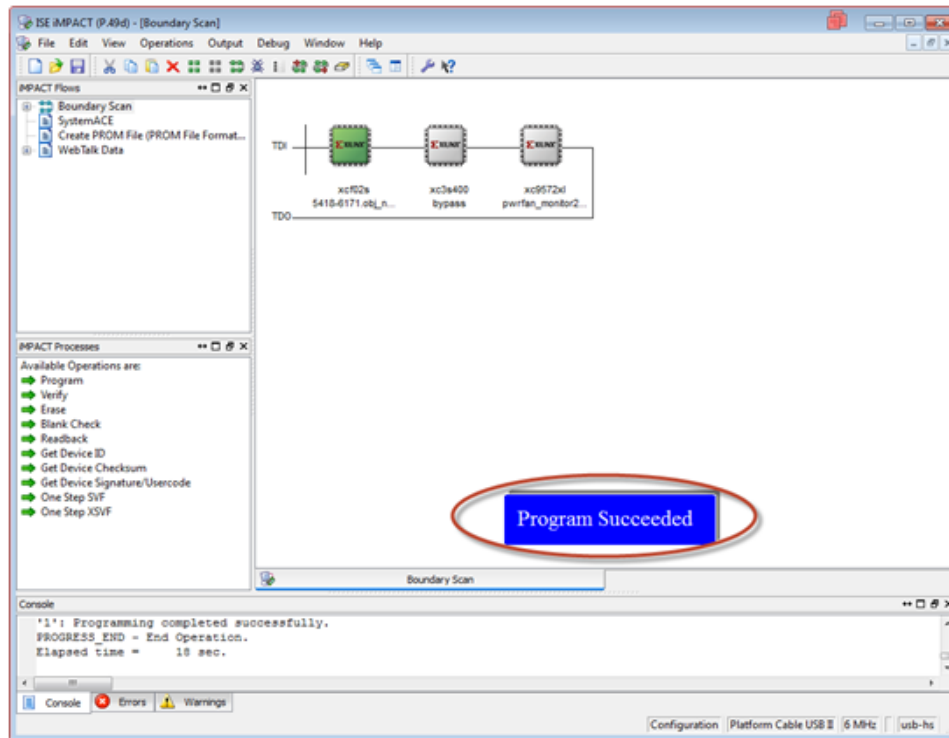 ISE iMPACT (P.49d) - [Boundary Scan]
File Edit View Operations Output Debug Window Help
iMPACT Flows
Boundary Scan
SystemACE
Create PROM File (PROM File Format...
WebTalk Data
TDI
XILINX XILINX XILINX
xcf02s xc3s400 xc9572xl
5418-6171.obj_n... bypass pwrfan_monitor2...
TDO
iMPACT Processes
Available Operations are:
Program
Verify
Erase
Blank Check
Readback
Get Device ID
Get Device Checksum
Get Device Signature/Usercode
One Step SVF
One Step XSVF
Program Succeeded
Boundary Scan
Console
'1': Programming completed successfully.
PROGRESS_END - End Operation.
Elapsed time = 18 sec.
Console Errors Warnings
Configuration Platform Cable USB II 6 MHz usb-hs